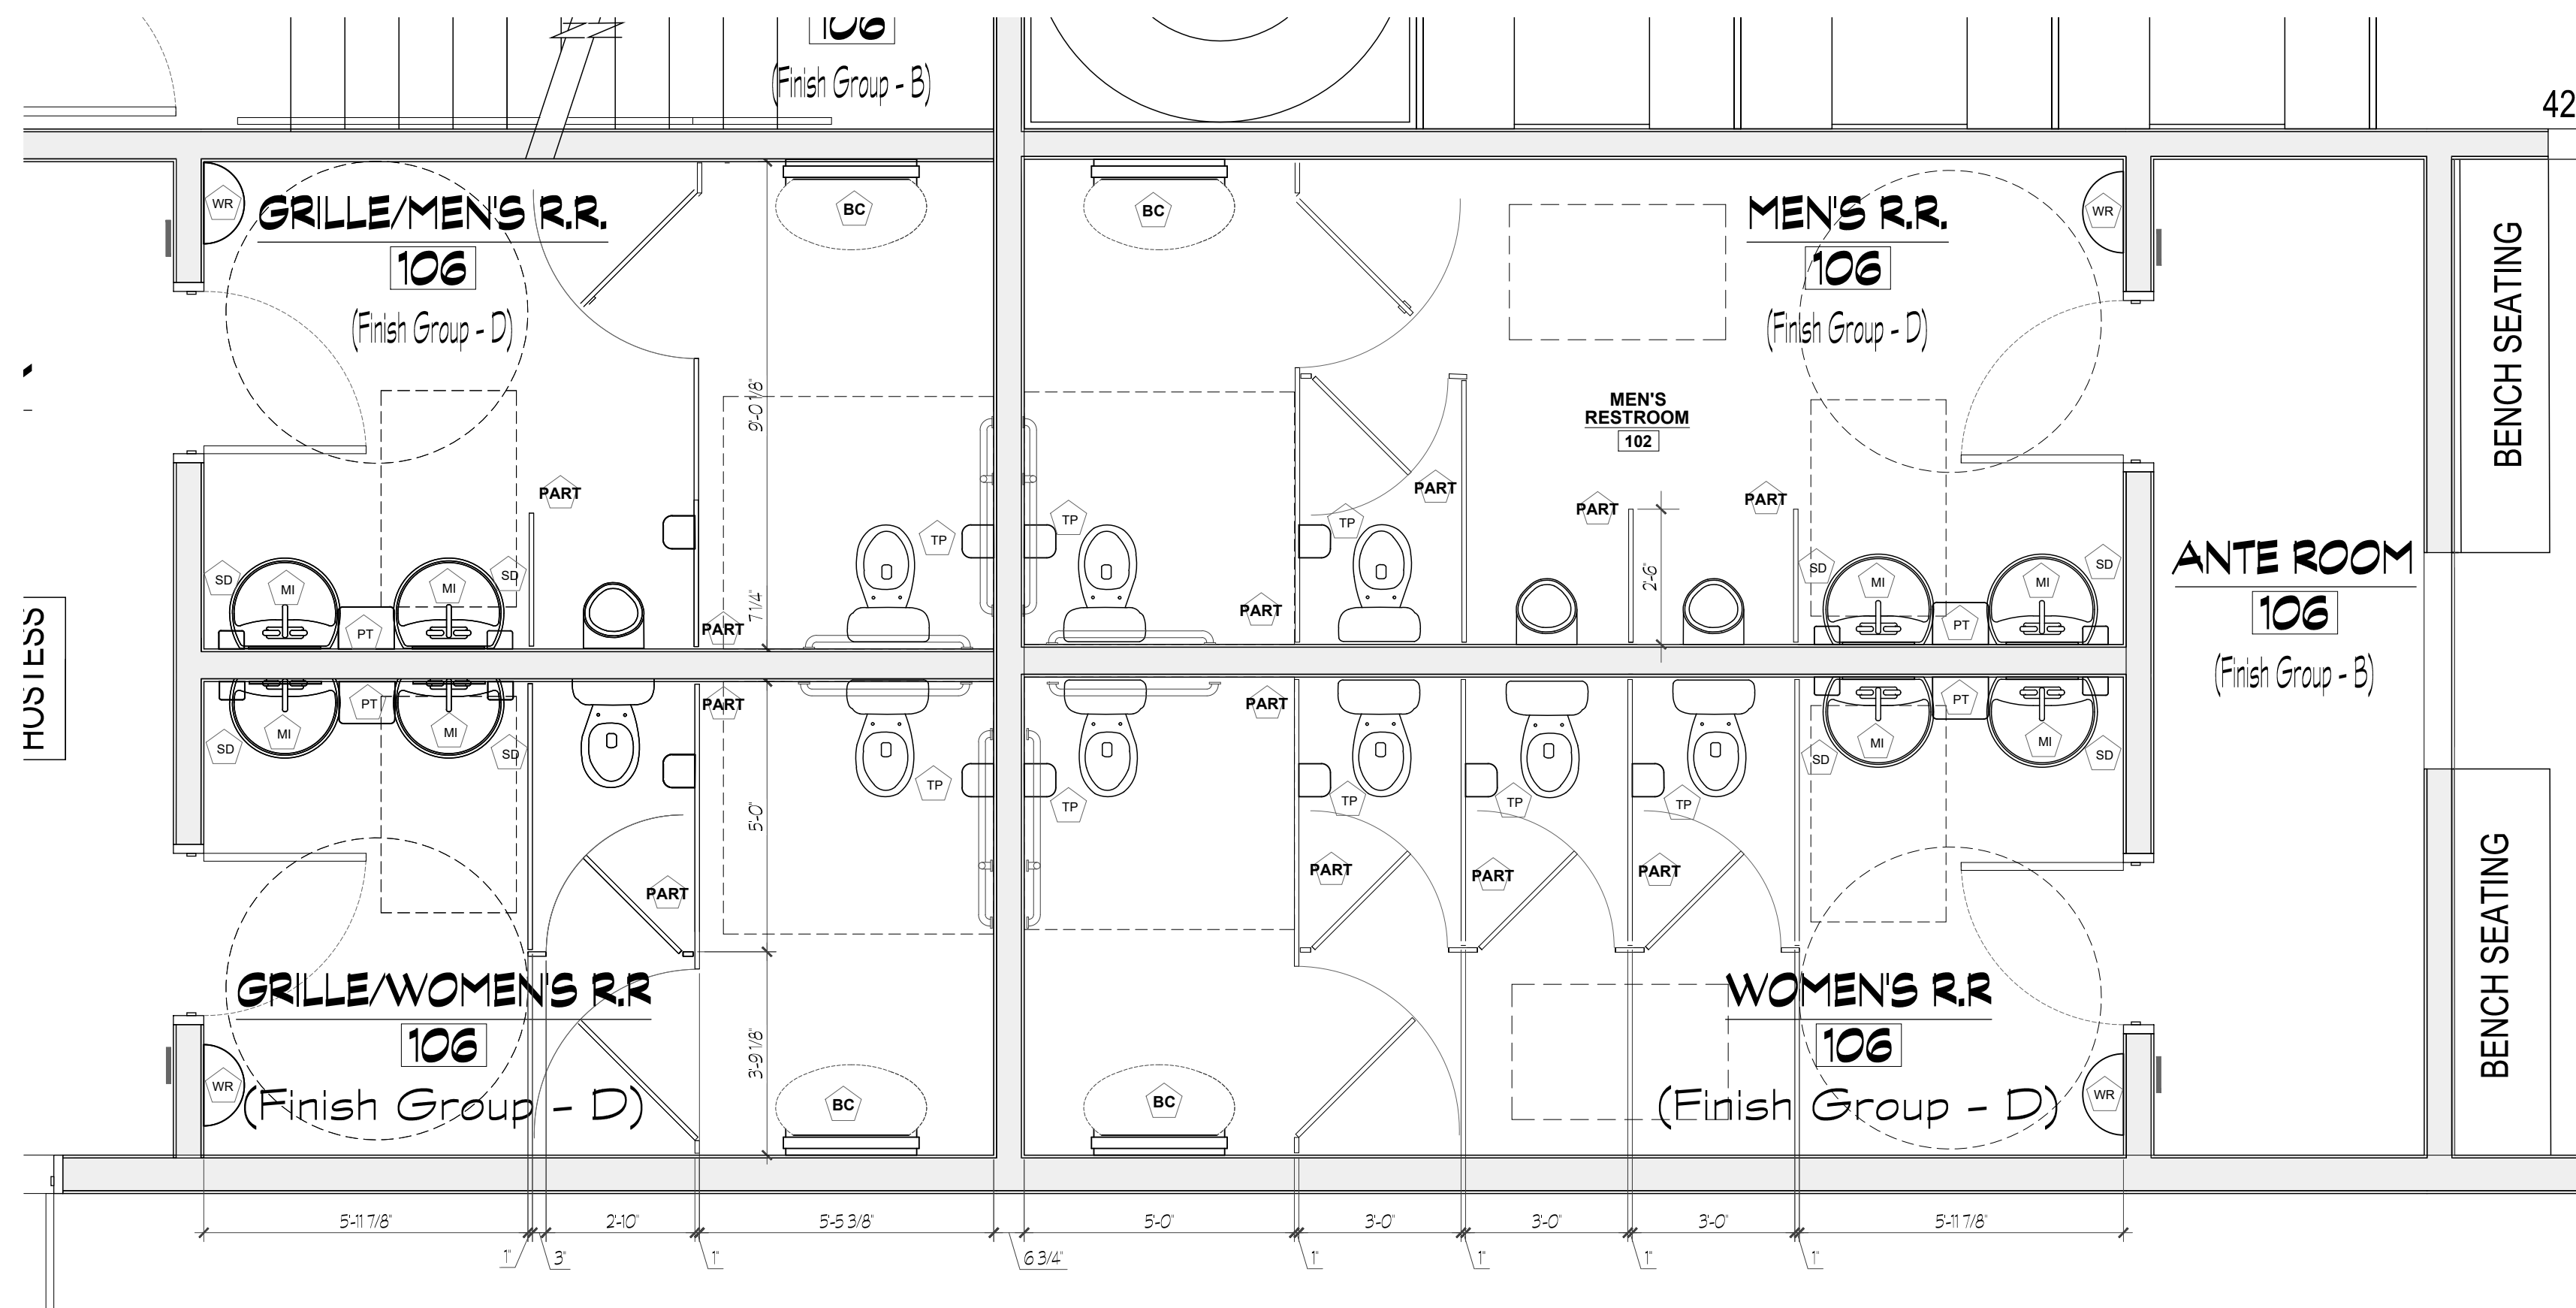 106
(Finish Group - B)
42
WR
GRILLE/MEN'S R.R.
106
(Finish Group - D)
BC
BC
MEN'S R.R.
106
(Finish Group - D)
WR
BENCH SEATING
9'-0 1/8"
MEN'S
RESTROOM
102
PART
PART
PART
PART
TP
TP
TP
2'-6"
SD
MI
MI
SD
PT
7 1/4"
PART
PART
SD
MI
PT
MI
SD
ANTE ROOM
106
(Finish Group - B)
HOSTESS
SD
MI
PT
MI
SD
PART
PART
SD
MI
PT
MI
SD
TP
TP
TP
TP
TP
5'-0"
PART
PART
PART
PART
GRILLE/WOMEN'S R.R
106
(Finish Group - D)
WR
3'-9 1/8"
BC
BC
WOMEN'S R.R
106
(Finish Group - D)
WR
BENCH SEATING
5'-11 7/8"
2'-10"
5'-5 3/8"
5'-0"
3'-0"
3'-0"
3'-0"
5'-11 7/8"
1"
3"
1"
6 3/4"
1"
1"
1"
1"